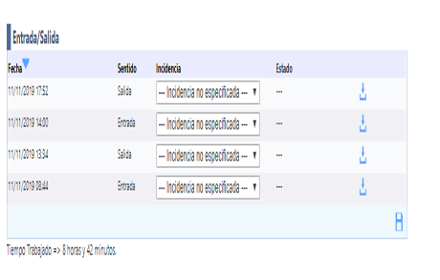 Entrada/Salida
Fecha Sentido Incidencia Estado
11/11/2019 17:52 Salida --- Incidencia no especificada --- ---
11/11/2019 14:00 Entrada --- Incidencia no especificada --- ---
11/11/2019 13:34 Salida --- Incidencia no especificada --- ---
11/11/2019 08:44 Entrada --- Incidencia no especificada --- ---
Tiempo Trabajado => 8 horas y 42 minutos.